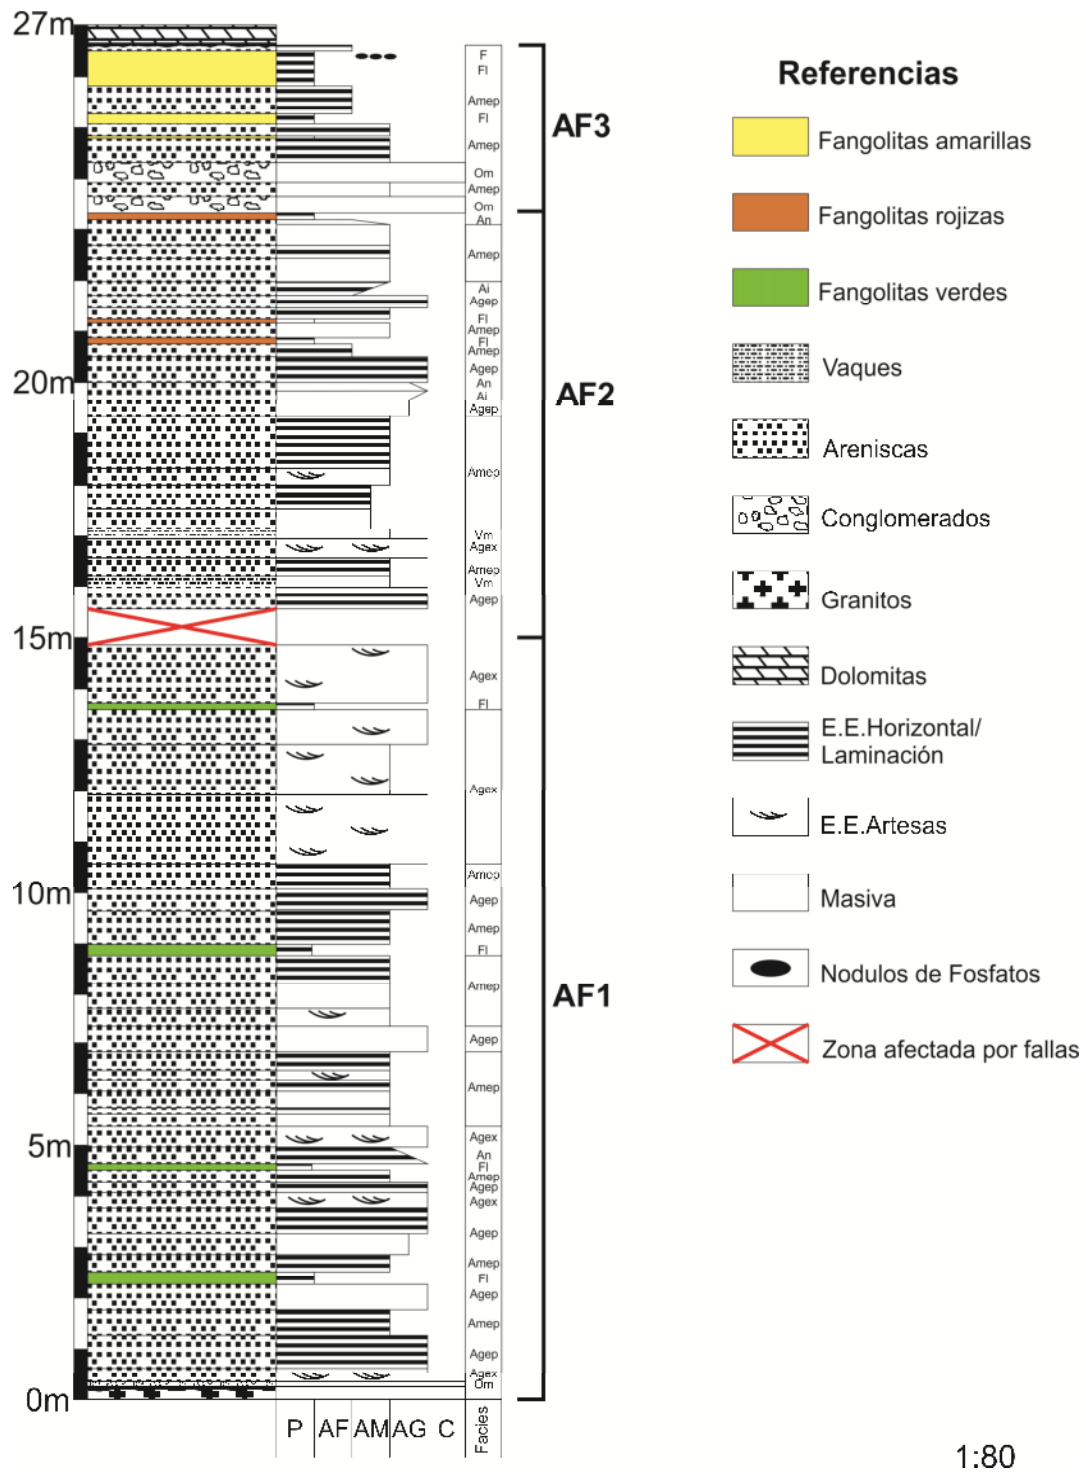 27m
20m
15m
10m
5m
0m
F
Fl
Amep
Fl
Amep
Om
Amep
Om
An
Amep
Ai
Agep
Fl
Amep
Fl
Amep
Agep
An
Ai
Agep
Amep
Vm
Agex
Amep
Vm
Agep
Agex
Fl
Agex
Amep
Agep
Amep
Fl
Amep
Agep
Amep
Agex
An
Fl
Amep
Agep
Agex
Agep
Amep
Fl
Agep
Amep
Agep
Agex
Om
P AF AM AG C Facies
AF3
AF2
AF1
Referencias
Fangolitas amarillas
Fangolitas rojizas
Fangolitas verdes
Vaques
Areniscas
Conglomerados
Granitos
Dolomitas
E.E.Horizontal/
Laminación
E.E.Artesas
Masiva
Nodulos de Fosfatos
Zona afectada por fallas
1:80